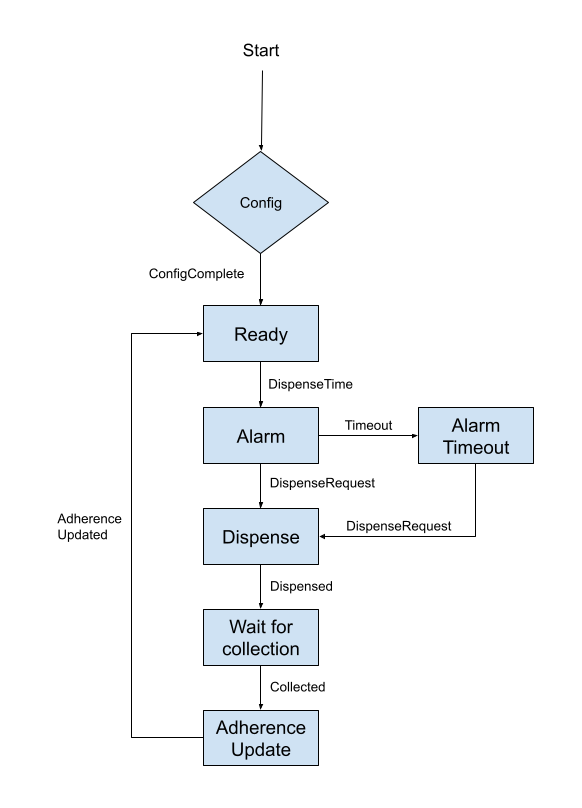 Start
Config
ConfigComplete
Ready
DispenseTime
Alarm
Timeout
Alarm
Timeout
DispenseRequest
Dispense
DispenseRequest
Adherence
Updated
Dispensed
Wait for
collection
Collected
Adherence
Update